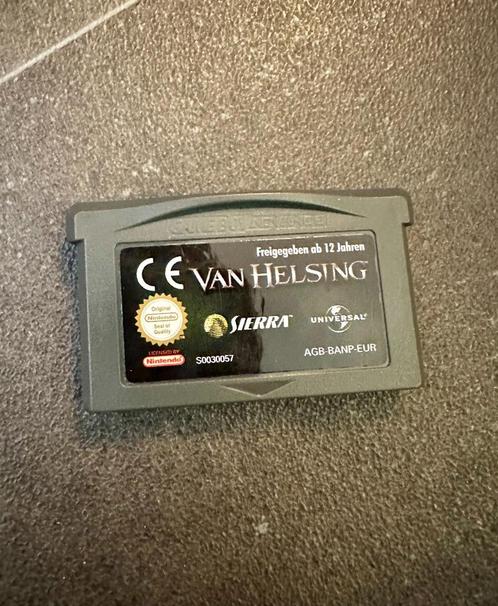 GAME BOY ADVANCE
Freigegeben ab 12 Jahren
CE VAN HELSING
Original
Nintendo
Seal of
Quality
SIERRA
UNIVERSAL
LICENSED BY
Nintendo
S0030057
AGB-BANP-EUR